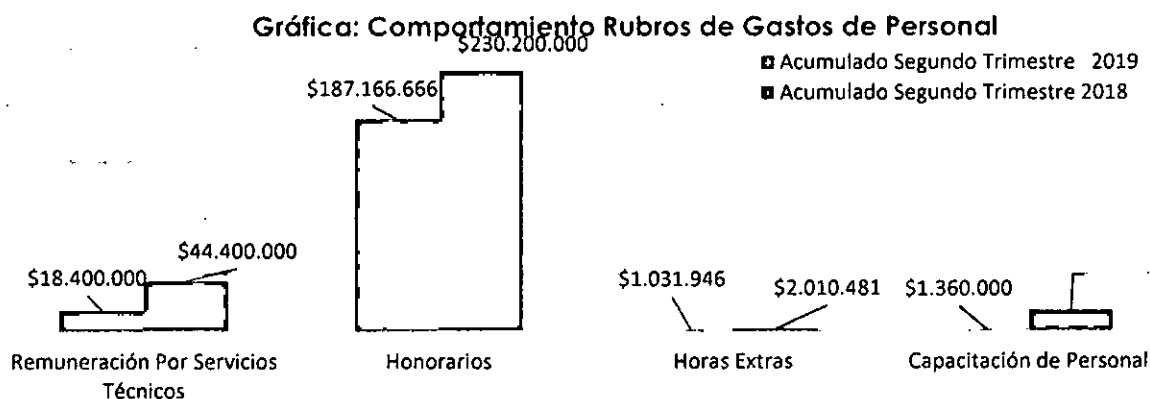 Gráfica: Comportamiento Rubros de Gastos de Personal
$230.200.000
Acumulado Segundo Trimestre 2019
$187.166.666
Acumulado Segundo Trimestre 2018
$44.400.000
$18.400.000
$1.031.946
$2.010.481
$1.360.000
Remuneración Por Servicios
Técnicos
Honorarios
Horas Extras
Capacitación de Personal